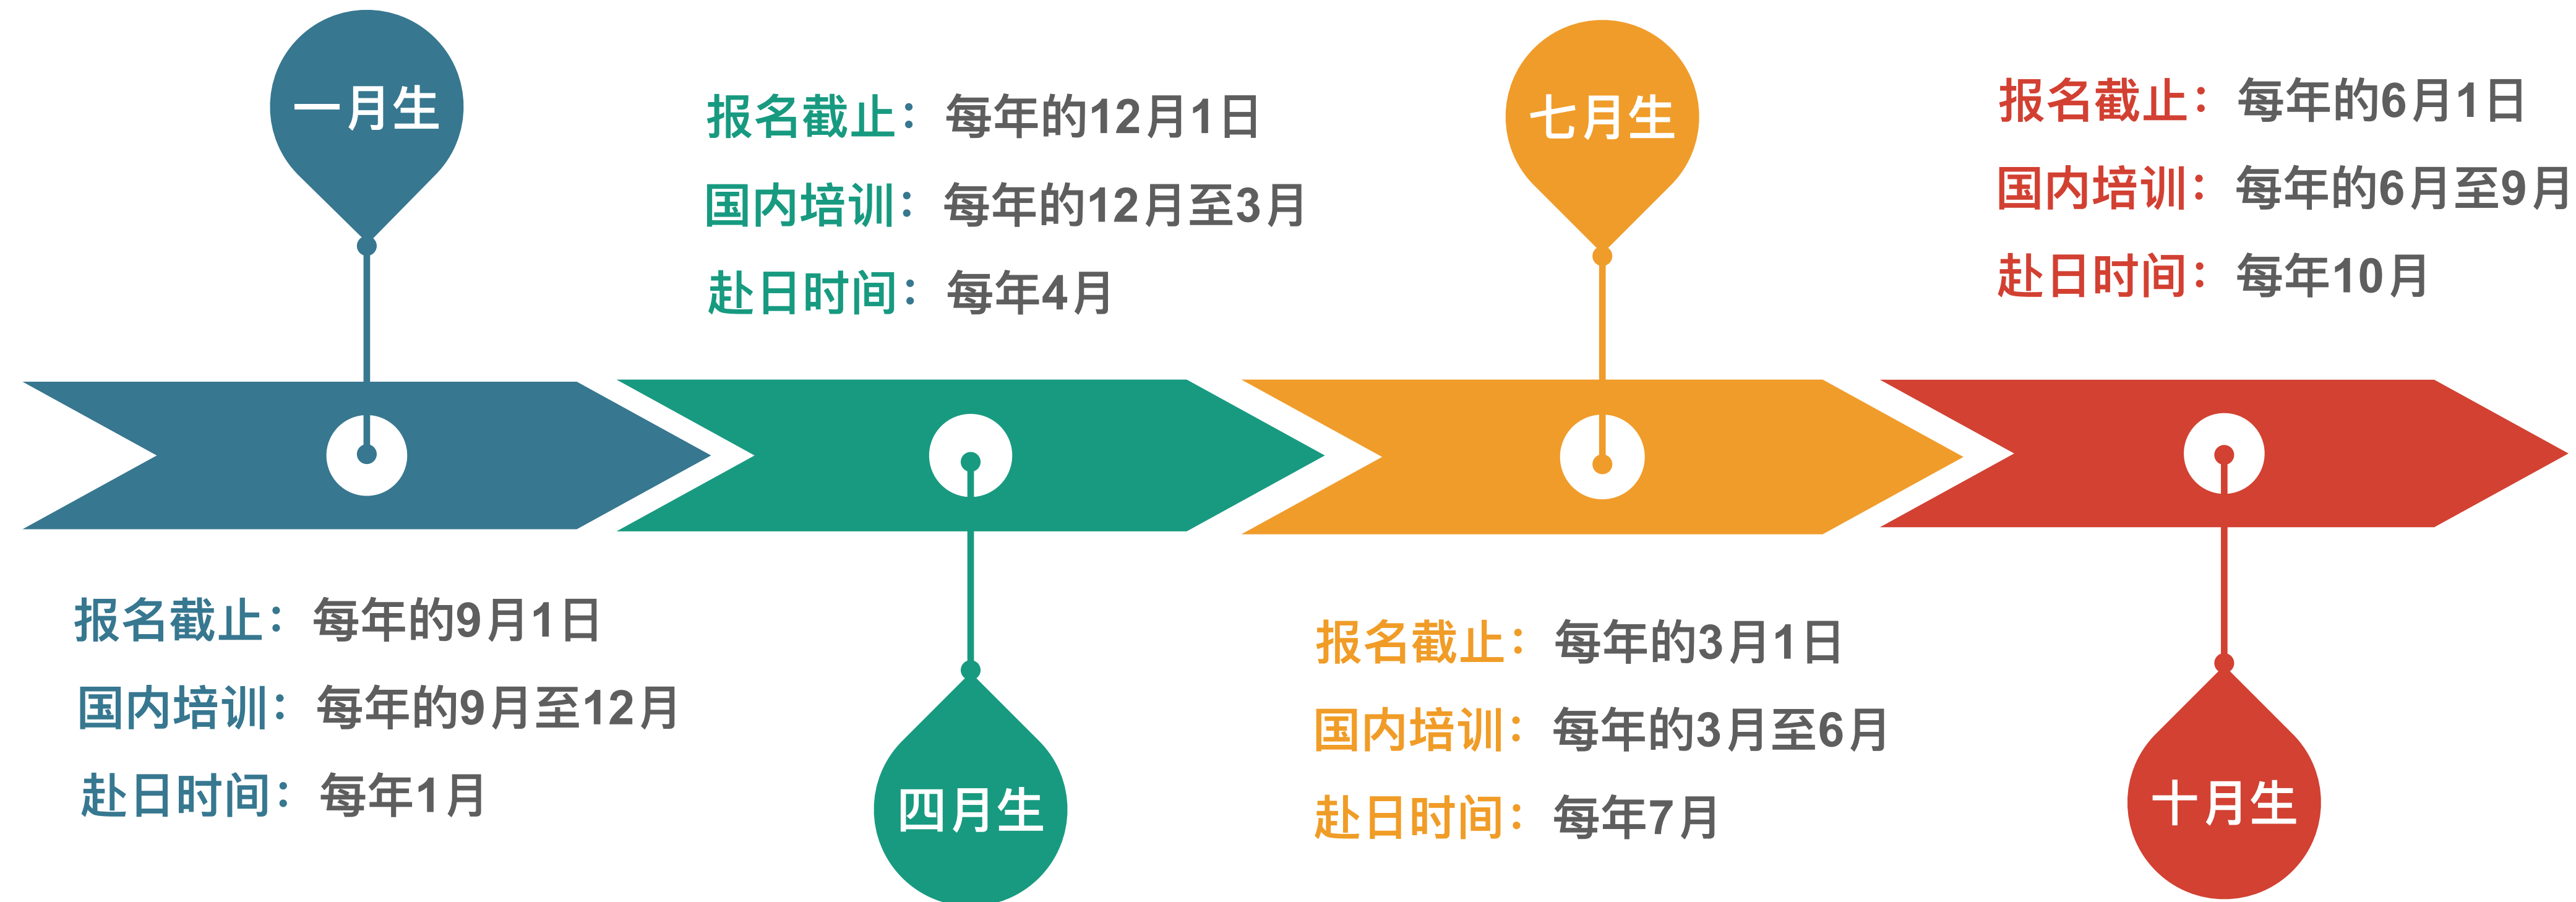 一月生
报名截止：每年的9月1日
国内培训：每年的9月至12月
赴日时间：每年1月
报名截止：每年的12月1日
国内培训：每年的12月至3月
赴日时间：每年4月
四月生
七月生
报名截止：每年的3月1日
国内培训：每年的3月至6月
赴日时间：每年7月
报名截止：每年的6月1日
国内培训：每年的6月至9月
赴日时间：每年10月
十月生